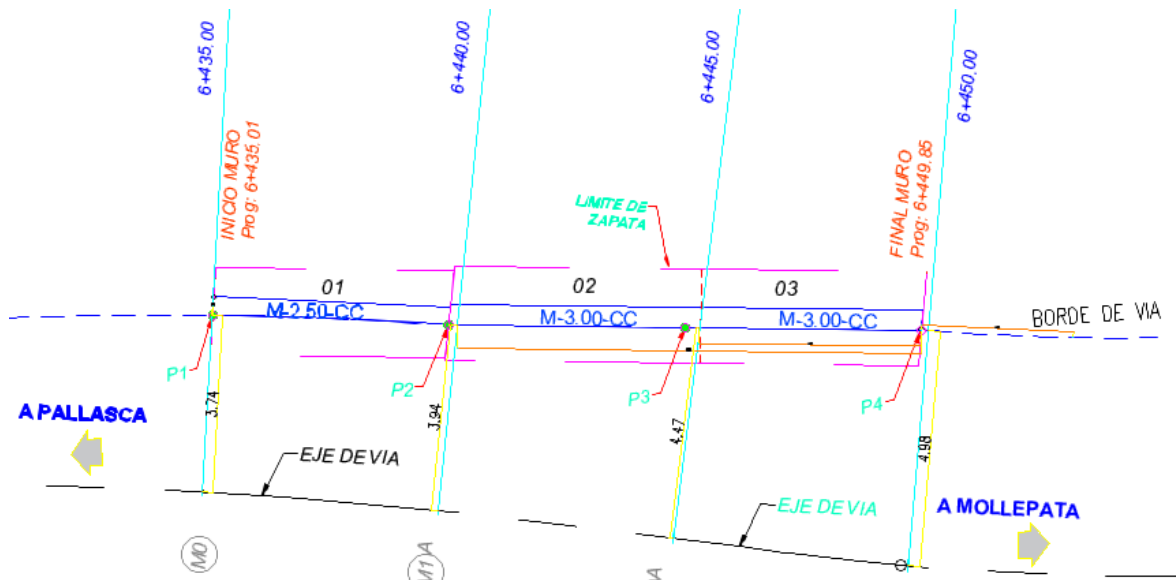 6+435.00
6+440.00
6+445.00
6+450.00
INICIO MURO
Prog: 6+435.01
LIMITE DE
ZAPATA
FINAL MURO
Prog: 6+449.85
01
02
03
M-2.50-CC
M-3.00-CC
M-3.00-CC
BORDE DE VIA
P1
P2
P3
P4
3.74
3.94
4.47
4.98
A PALLASCA
EJE DE VIA
EJE DE VIA
A MOLLEPATA
M0
M1A
A